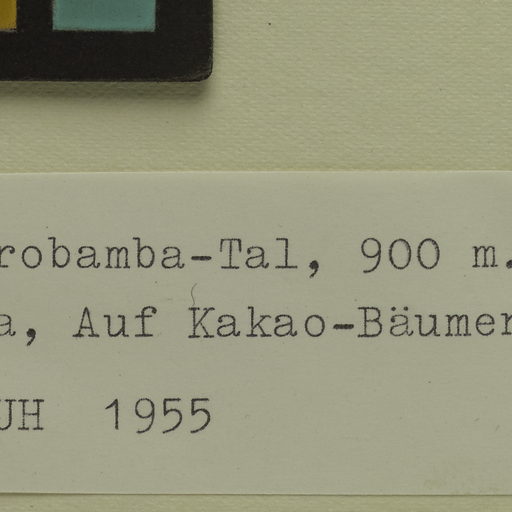 robamba-Tal, 900 m.
a, Auf Kakao-Bäumen
UH 1955